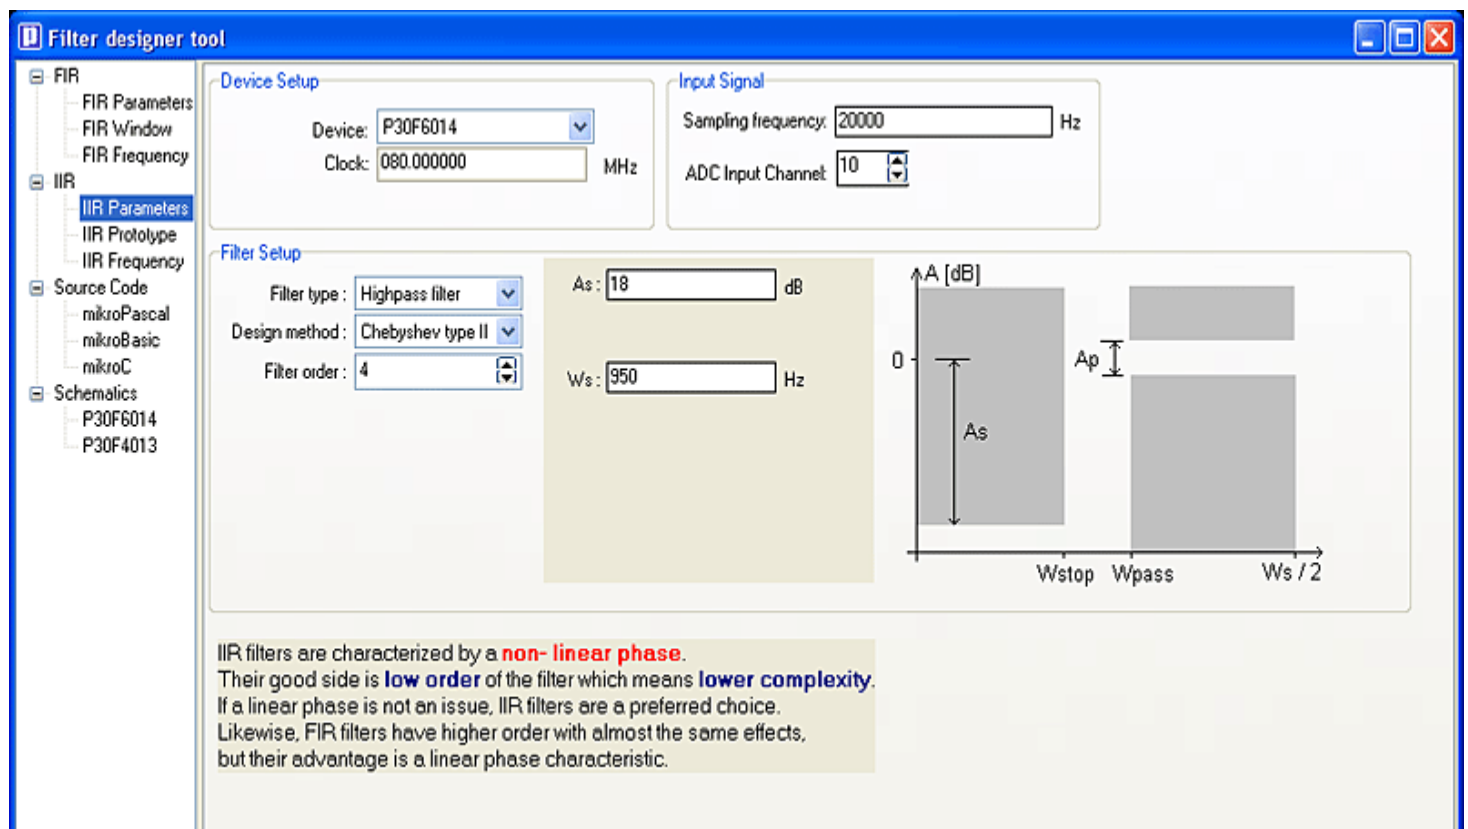 Filter designer tool
FIR
FIR Parameters
FIR Window
FIR Frequency
IIR
IIR Parameters
IIR Prototype
IIR Frequency
Source Code
mikroPascal
mikroBasic
mikroC
Schematics
P30F6014
P30F4013
Device Setup
Device: P30F6014
Clock: 080.000000 MHz
Input Signal
Sampling frequency: 20000 Hz
ADC Input Channel: 10
Filter Setup
Filter type : Highpass filter
Design method : Chebyshev type II
Filter order : 4
As : 18 dB
Ws : 950 Hz
A [dB]
0
Ap
As
Wstop Wpass Ws / 2
IIR filters are characterized by a non- linear phase.
Their good side is low order of the filter which means lower complexity.
If a linear phase is not an issue, IIR filters are a preferred choice.
Likewise, FIR filters have higher order with almost the same effects,
but their advantage is a linear phase characteristic.